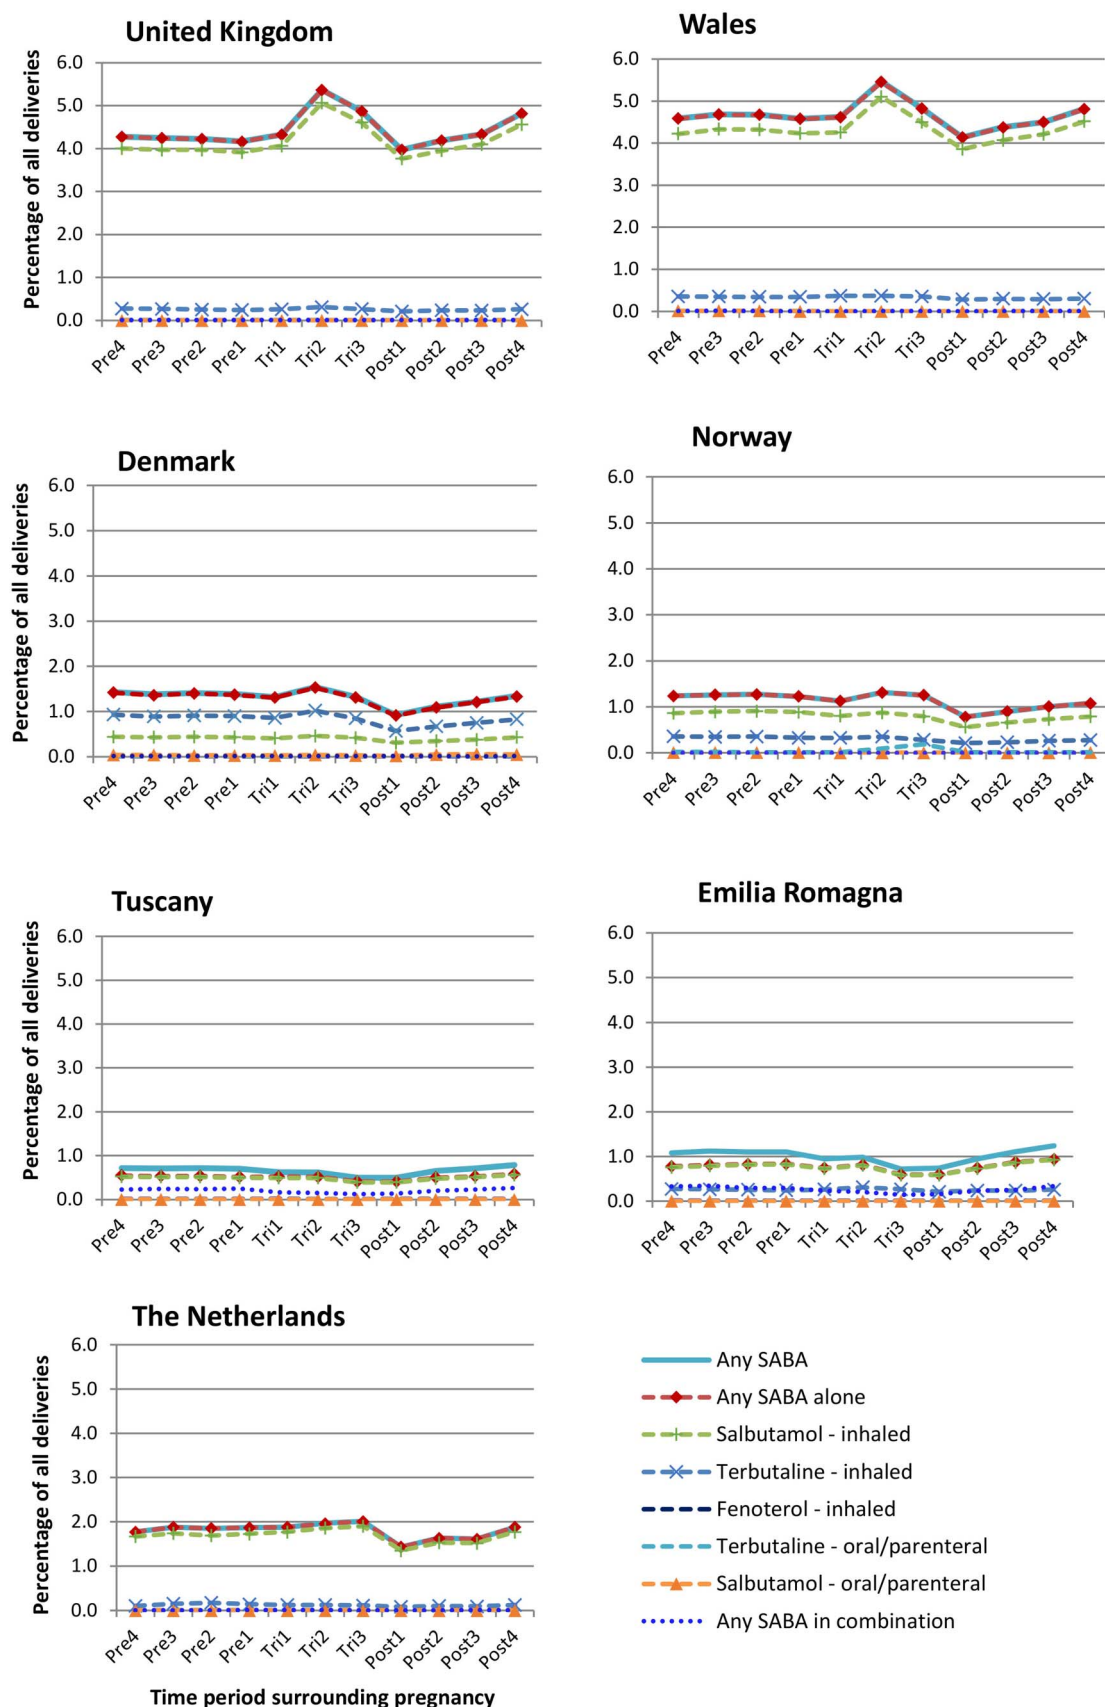 United Kingdom
Percentage of all deliveries
6.0
5.0
4.0
3.0
2.0
1.0
0.0
Pre4 Pre3 Pre2 Pre1 Tri1 Tri2 Tri3 Post1 Post2 Post3 Post4
Wales
6.0
5.0
4.0
3.0
2.0
1.0
0.0
Pre4 Pre3 Pre2 Pre1 Tri1 Tri2 Tri3 Post1 Post2 Post3 Post4
Denmark
Percentage of all deliveries
6.0
5.0
4.0
3.0
2.0
1.0
0.0
Pre4 Pre3 Pre2 Pre1 Tri1 Tri2 Tri3 Post1 Post2 Post3 Post4
Norway
6.0
5.0
4.0
3.0
2.0
1.0
0.0
Pre4 Pre3 Pre2 Pre1 Tri1 Tri2 Tri3 Post1 Post2 Post3 Post4
Tuscany
Percentage of all deliveries
6.0
5.0
4.0
3.0
2.0
1.0
0.0
Pre4 Pre3 Pre2 Pre1 Tri1 Tri2 Tri3 Post1 Post2 Post3 Post4
Emilia Romagna
6.0
5.0
4.0
3.0
2.0
1.0
0.0
Pre4 Pre3 Pre2 Pre1 Tri1 Tri2 Tri3 Post1 Post2 Post3 Post4
The Netherlands
Percentage of all deliveries
6.0
5.0
4.0
3.0
2.0
1.0
0.0
Pre4 Pre3 Pre2 Pre1 Tri1 Tri2 Tri3 Post1 Post2 Post3 Post4
Time period surrounding pregnancy
Any SABA
Any SABA alone
Salbutamol - inhaled
Terbutaline - inhaled
Fenoterol - inhaled
Terbutaline - oral/parenteral
Salbutamol - oral/parenteral
Any SABA in combination